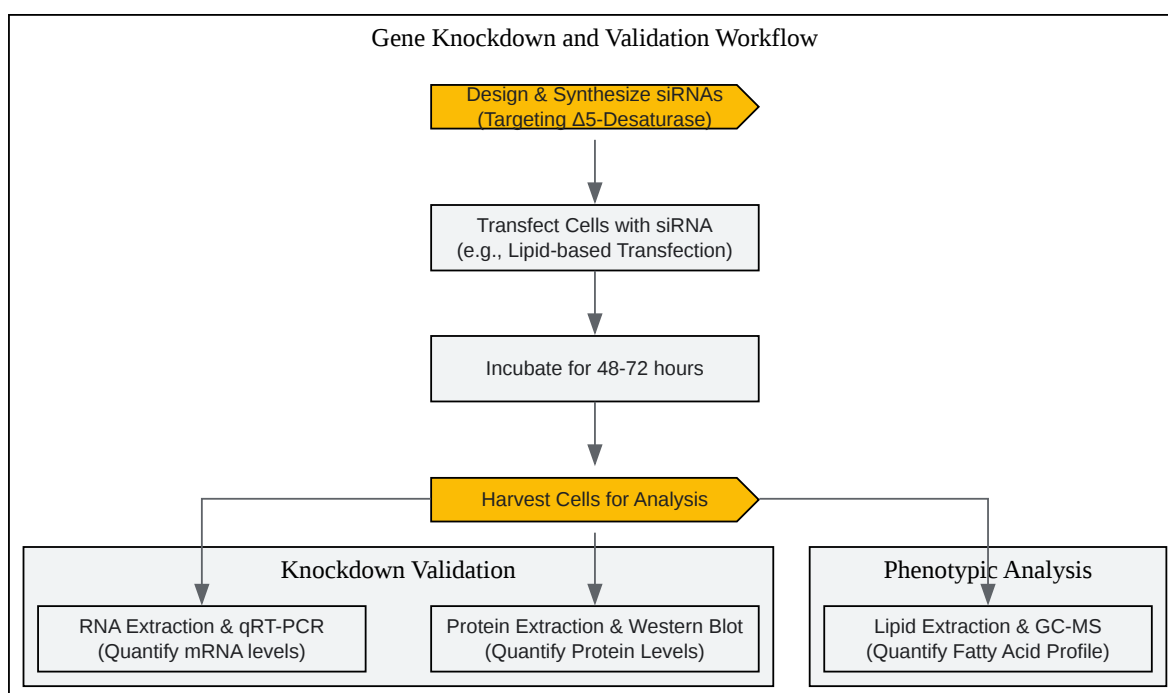 Gene Knockdown and Validation Workflow
Design & Synthesize siRNAs
(Targeting Δ5-Desaturase)
Transfect Cells with siRNA
(e.g., Lipid-based Transfection)
Incubate for 48-72 hours
Harvest Cells for Analysis
Knockdown Validation
RNA Extraction & qRT-PCR
(Quantify mRNA levels)
Protein Extraction & Western Blot
(Quantify Protein Levels)
Phenotypic Analysis
Lipid Extraction & GC-MS
(Quantify Fatty Acid Profile)